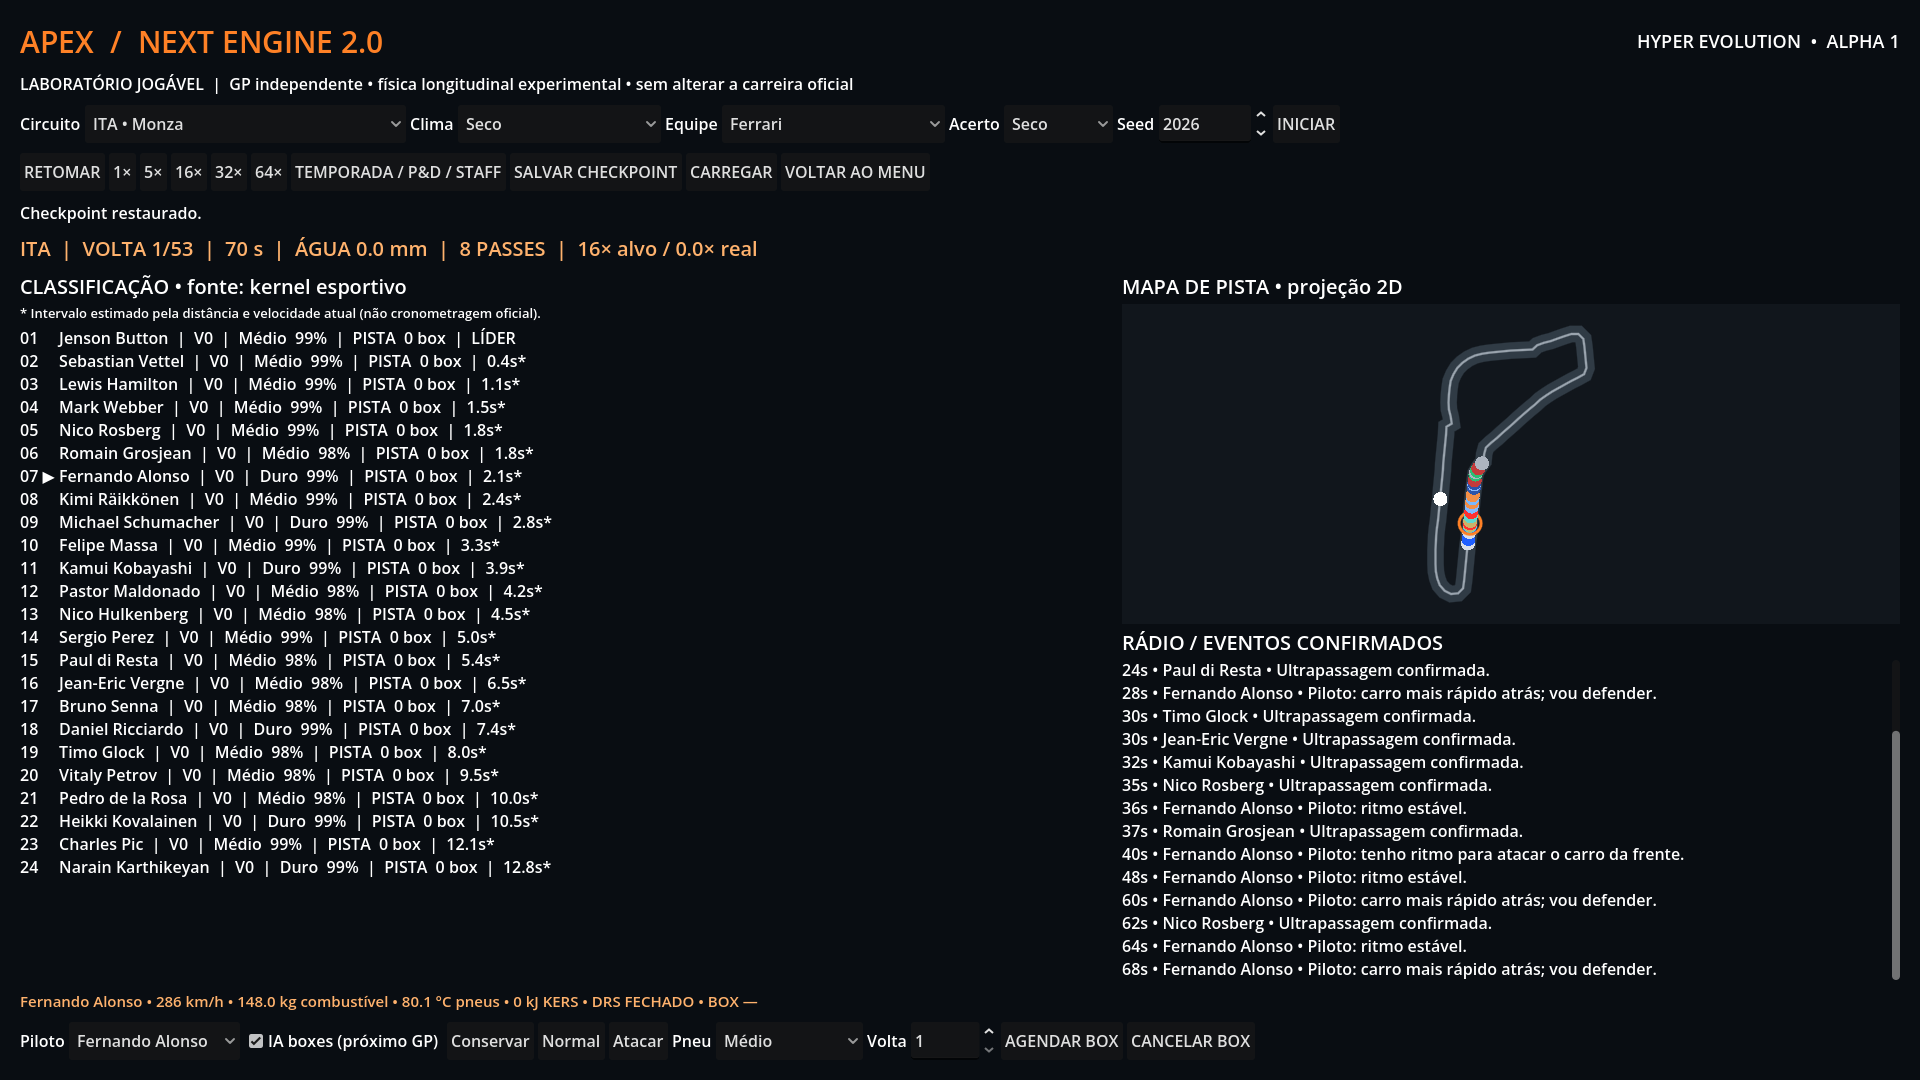 APEX / NEXT ENGINE 2.0
HYPER EVOLUTION • ALPHA 1
LABORATÓRIO JOGÁVEL | GP independente • física longitudinal experimental • sem alterar a carreira oficial
Circuito ITA • Monza Clima Seco Equipe Ferrari Acerto Seco Seed 2026 INICIAR
RETOMAR 1× 5× 16× 32× 64× TEMPORADA / P&D / STAFF SALVAR CHECKPOINT CARREGAR VOLTAR AO MENU
Checkpoint restaurado.
ITA | VOLTA 1/53 | 70 s | ÁGUA 0.0 mm | 8 PASSES | 16× alvo / 0.0× real
CLASSIFICAÇÃO • fonte: kernel esportivo
* Intervalo estimado pela distância e velocidade atual (não cronometragem oficial).
01 Jenson Button | V0 | Médio 99% | PISTA 0 box | LÍDER
02 Sebastian Vettel | V0 | Médio 99% | PISTA 0 box | 0.4s*
03 Lewis Hamilton | V0 | Médio 99% | PISTA 0 box | 1.1s*
04 Mark Webber | V0 | Médio 99% | PISTA 0 box | 1.5s*
05 Nico Rosberg | V0 | Médio 99% | PISTA 0 box | 1.8s*
06 Romain Grosjean | V0 | Médio 98% | PISTA 0 box | 1.8s*
07 ▶ Fernando Alonso | V0 | Duro 99% | PISTA 0 box | 2.1s*
08 Kimi Räikkönen | V0 | Médio 99% | PISTA 0 box | 2.4s*
09 Michael Schumacher | V0 | Duro 99% | PISTA 0 box | 2.8s*
10 Felipe Massa | V0 | Médio 99% | PISTA 0 box | 3.3s*
11 Kamui Kobayashi | V0 | Duro 99% | PISTA 0 box | 3.9s*
12 Pastor Maldonado | V0 | Médio 98% | PISTA 0 box | 4.2s*
13 Nico Hulkenberg | V0 | Médio 98% | PISTA 0 box | 4.5s*
14 Sergio Perez | V0 | Médio 99% | PISTA 0 box | 5.0s*
15 Paul di Resta | V0 | Médio 98% | PISTA 0 box | 5.4s*
16 Jean-Eric Vergne | V0 | Médio 98% | PISTA 0 box | 6.5s*
17 Bruno Senna | V0 | Médio 98% | PISTA 0 box | 7.0s*
18 Daniel Ricciardo | V0 | Duro 99% | PISTA 0 box | 7.4s*
19 Timo Glock | V0 | Médio 98% | PISTA 0 box | 8.0s*
20 Vitaly Petrov | V0 | Médio 98% | PISTA 0 box | 9.5s*
21 Pedro de la Rosa | V0 | Médio 98% | PISTA 0 box | 10.0s*
22 Heikki Kovalainen | V0 | Duro 99% | PISTA 0 box | 10.5s*
23 Charles Pic | V0 | Médio 99% | PISTA 0 box | 12.1s*
24 Narain Karthikeyan | V0 | Duro 99% | PISTA 0 box | 12.8s*
MAPA DE PISTA • projeção 2D
RÁDIO / EVENTOS CONFIRMADOS
24s • Paul di Resta • Ultrapassagem confirmada.
28s • Fernando Alonso • Piloto: carro mais rápido atrás; vou defender.
30s • Timo Glock • Ultrapassagem confirmada.
30s • Jean-Eric Vergne • Ultrapassagem confirmada.
32s • Kamui Kobayashi • Ultrapassagem confirmada.
35s • Nico Rosberg • Ultrapassagem confirmada.
36s • Fernando Alonso • Piloto: ritmo estável.
37s • Romain Grosjean • Ultrapassagem confirmada.
40s • Fernando Alonso • Piloto: tenho ritmo para atacar o carro da frente.
48s • Fernando Alonso • Piloto: ritmo estável.
60s • Fernando Alonso • Piloto: carro mais rápido atrás; vou defender.
62s • Nico Rosberg • Ultrapassagem confirmada.
64s • Fernando Alonso • Piloto: ritmo estável.
68s • Fernando Alonso • Piloto: carro mais rápido atrás; vou defender.
Fernando Alonso • 286 km/h • 148.0 kg combustível • 80.1 °C pneus • 0 kJ KERS • DRS FECHADO • BOX —
Piloto Fernando Alonso IA boxes (próximo GP) Conservar Normal Atacar Pneu Médio Volta 1 AGENDAR BOX CANCELAR BOX